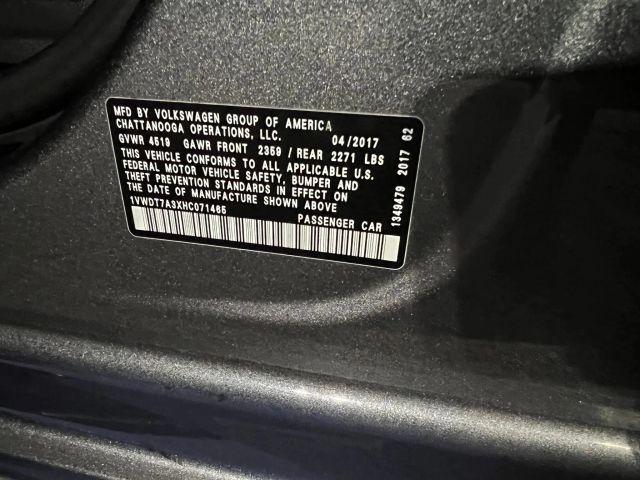 MFD BY VOLKSWAGEN GROUP OF AMERICA
CHATTANOOGA OPERATIONS, LLC. 04/2017
GVWR 4519 GAWR FRONT 2359 / REAR 2271 LBS
THIS VEHICLE CONFORMS TO ALL APPLICABLE U.S.
FEDERAL MOTOR VEHICLE SAFETY, BUMPER AND
THEFT PREVENTION STANDARDS IN EFFECT ON
THE DATE OF MANUFACTURE SHOWN ABOVE
1VWDT7A3XHC071465 PASSENGER CAR
1349479 2017 62